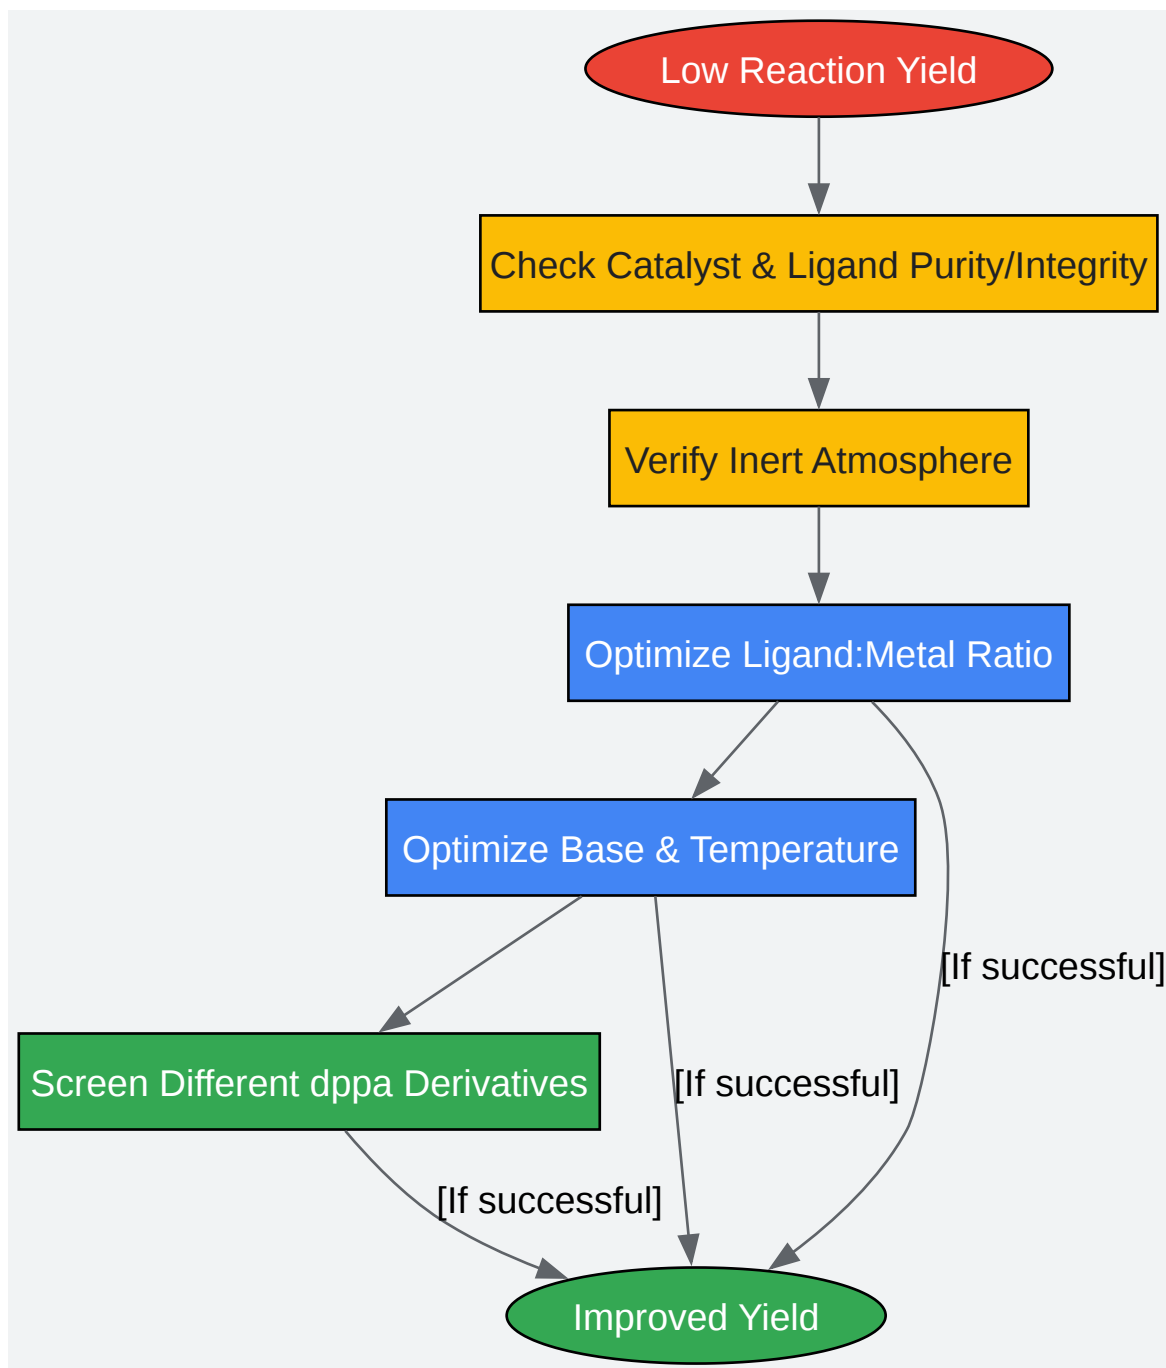 Low Reaction Yield
Check Catalyst & Ligand Purity/Integrity
Verify Inert Atmosphere
Optimize Ligand:Metal Ratio
Optimize Base & Temperature
[If successful]
Screen Different dppa Derivatives
[If successful]
[If successful]
Improved Yield